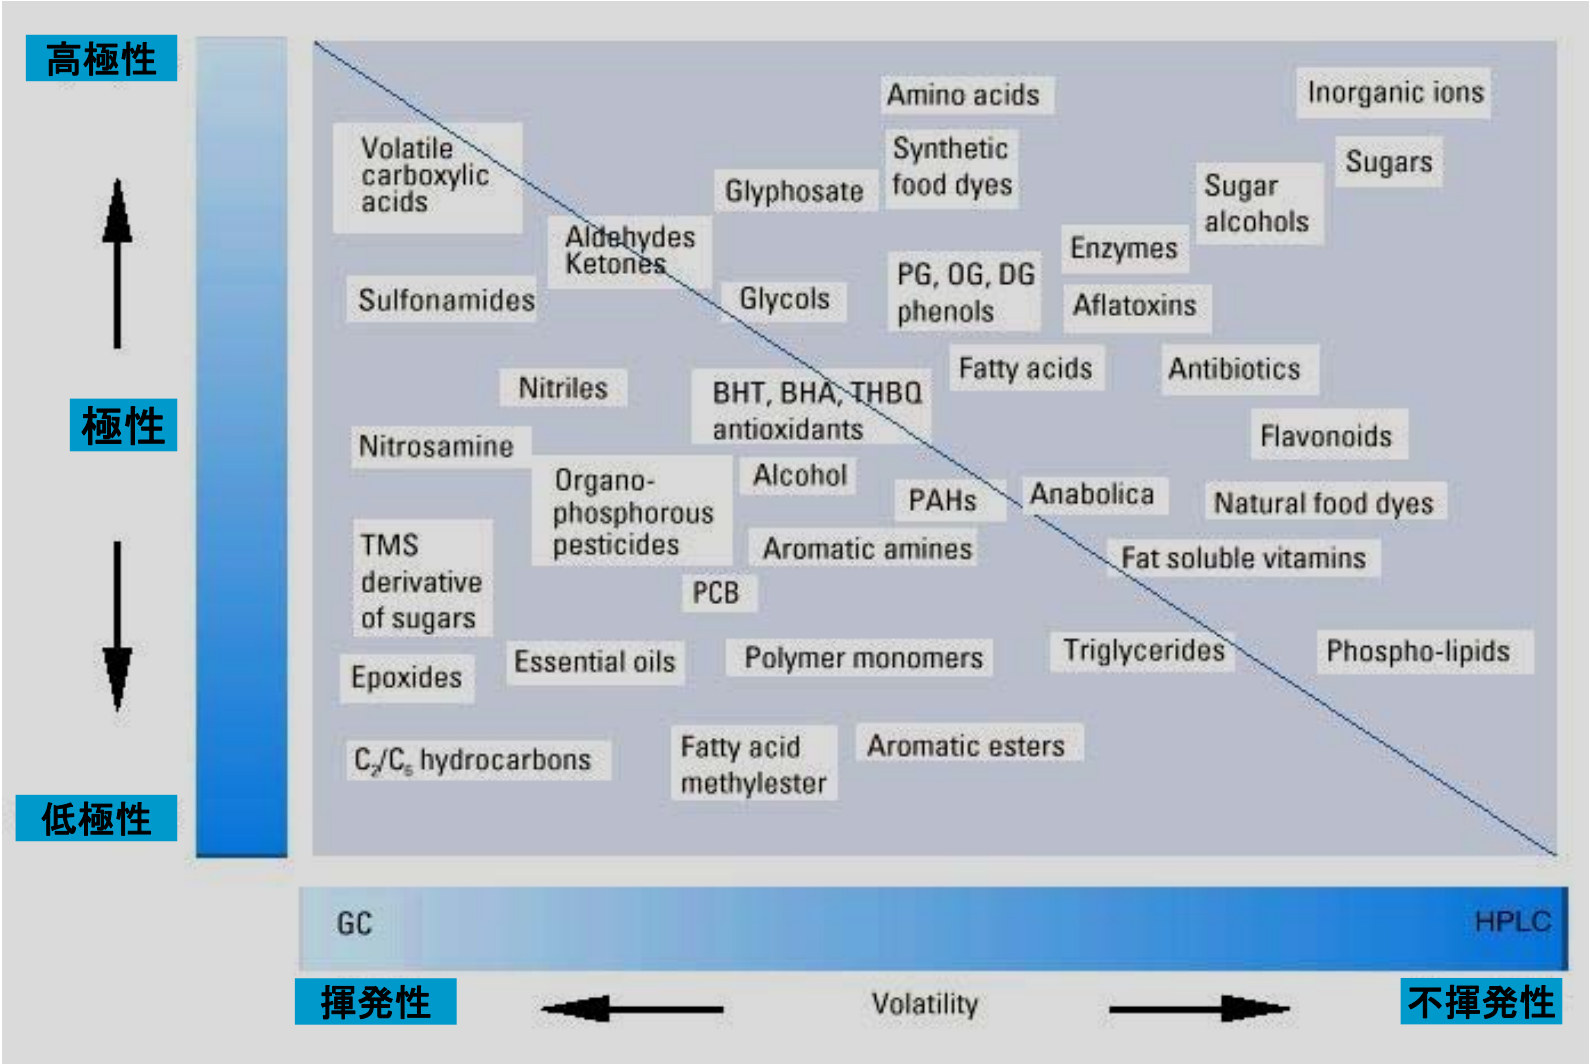 高極性
Amino acids
Inorganic ions
Volatile
carboxylic
acids
Synthetic
food dyes
Sugars
Glyphosate
Sugar
alcohols
Aldehydes
Ketones
Enzymes
Sulfonamides
Glycols
PG, OG, DG
phenols
Aflatoxins
Nitriles
BHT, BHA, THBQ
antioxidants
Fatty acids
Antibiotics
極性
Nitrosamine
Flavonoids
Organo-
phosphorous
pesticides
Alcohol
PAHs
Anabolica
Natural food dyes
TMS
derivative
of sugars
Aromatic amines
Fat soluble vitamins
PCB
Epoxides
Essential oils
Polymer monomers
Triglycerides
Phospho-lipids
C₂/C₆ hydrocarbons
Fatty acid
methylester
Aromatic esters
低極性
GC
HPLC
揮発性
Volatility
不揮発性